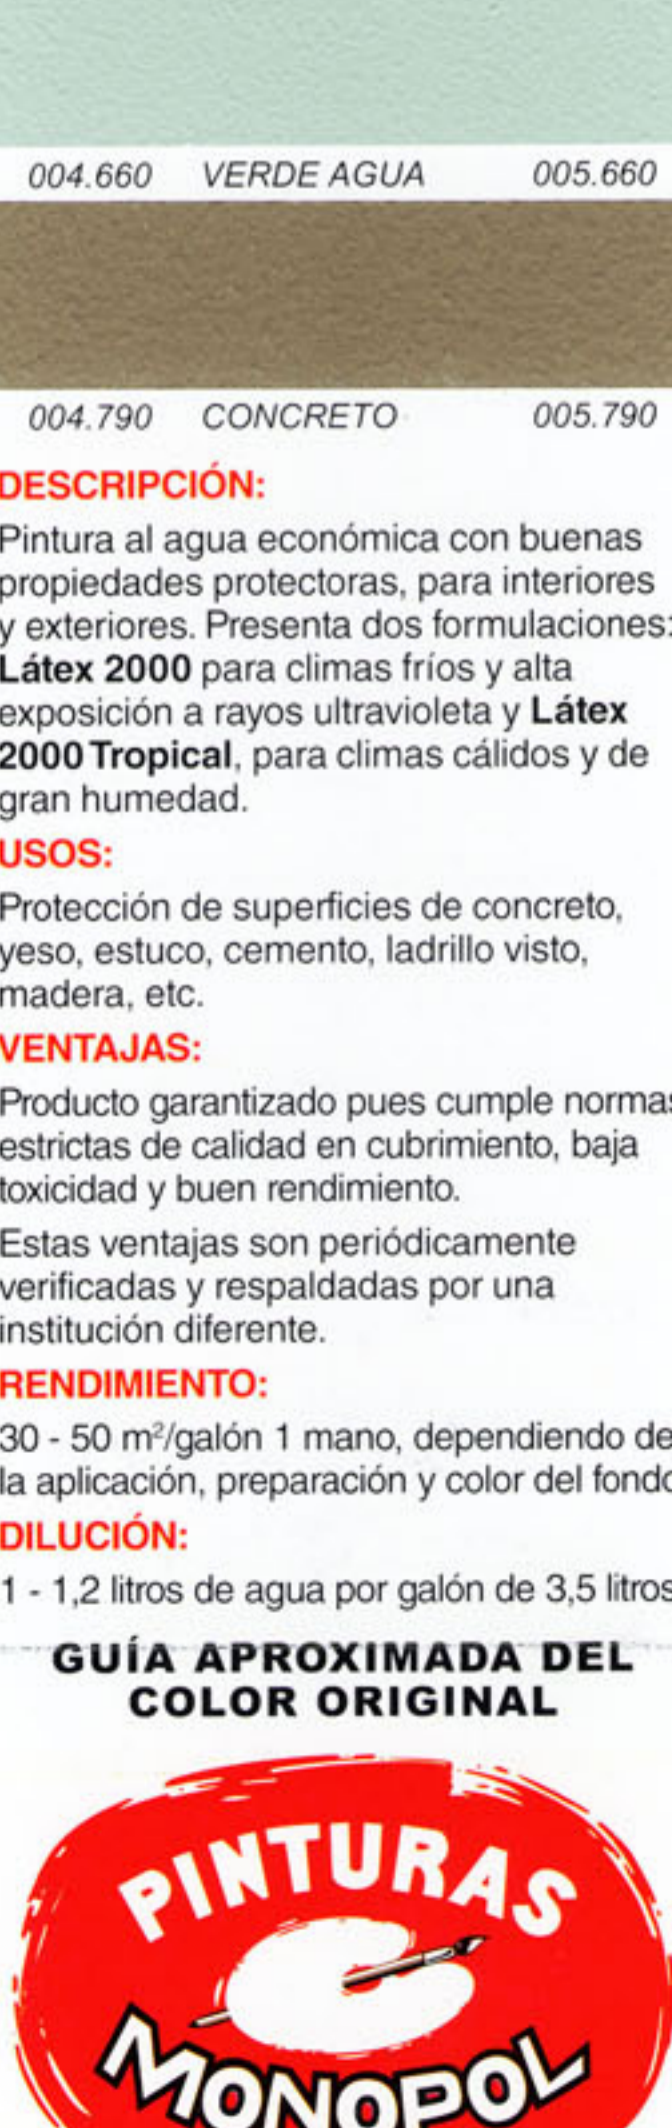 004.660 VERDE AGUA 005.660
004.790 CONCRETO 005.790
DESCRIPCIÓN:
Pintura al agua económica con buenas
propiedades protectoras, para interiores
y exteriores. Presenta dos formulaciones:
Látex 2000 para climas fríos y alta
exposición a rayos ultravioleta y Látex
2000 Tropical, para climas cálidos y de
gran humedad.
USOS:
Protección de superficies de concreto,
yeso, estuco, cemento, ladrillo visto,
madera, etc.
VENTAJAS:
Producto garantizado pues cumple normas
estrictas de calidad en cubrimiento, baja
toxicidad y buen rendimiento.
Estas ventajas son periódicamente
verificadas y respaldadas por una
institución diferente.
RENDIMIENTO:
30 - 50 m²/galón 1 mano, dependiendo de
la aplicación, preparación y color del fondo
DILUCIÓN:
1 - 1,2 litros de agua por galón de 3,5 litros
GUÍA APROXIMADA DEL
COLOR ORIGINAL
PINTURAS
MONOPOL